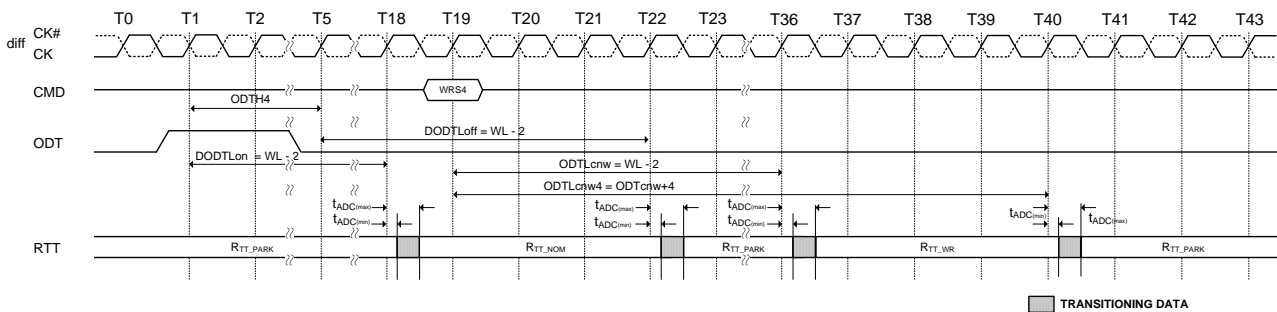 T0 T1 T2 T5 T18 T19 T20 T21 T22 T23 T36 T37 T38 T39 T40 T41 T42 T43
diff CK#
CK
CMD WRS4
ODTH4
DODTLoff = WL - 2
ODT
DODTLon = WL - 2 ODTLcnw = WL - 2
ODTLcnw4 = ODTcnw+4
tADC(max) tADC(max) tADC(max)
tADC(min) tADC(min) tADC(min) tADC(min) tADC(max)
RTT RTT_PARK RTT_NOM RTT_PARK RTT_WR RTT_PARK
TRANSITIONING DATA